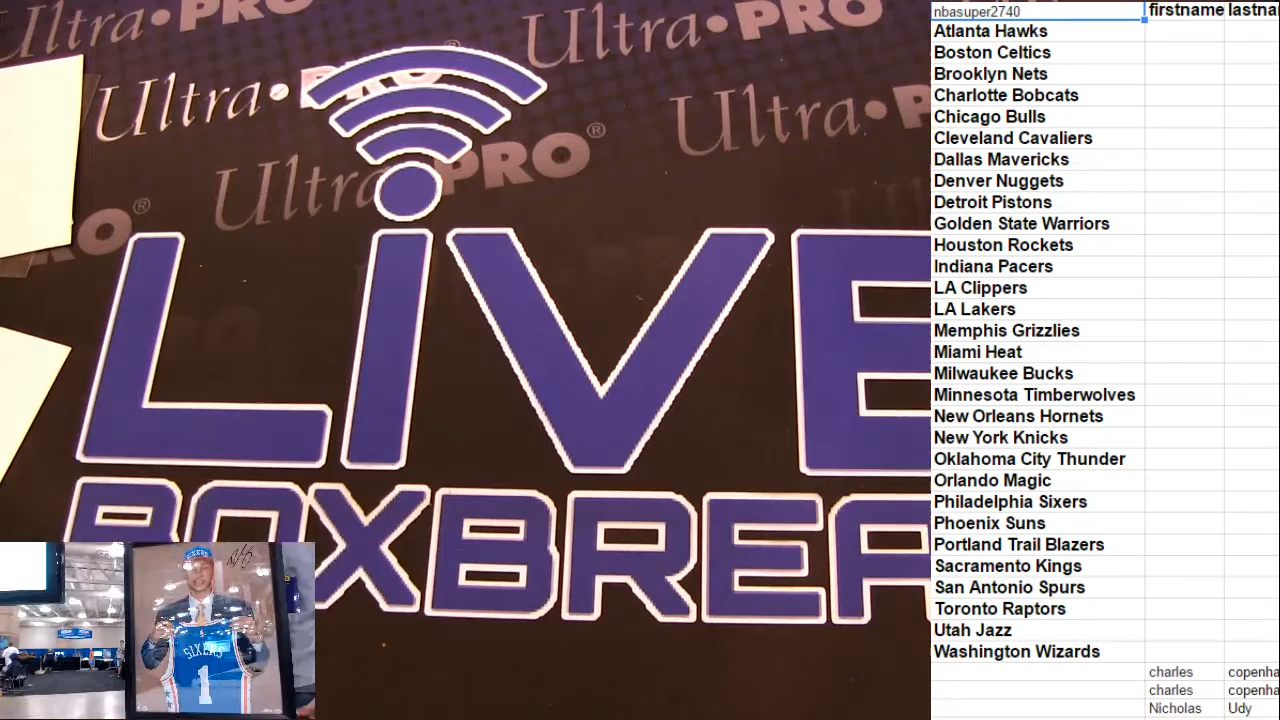 Ultra•PRO
Ultra•PRO®
Ultra•PRO
Ultra•P
Ultra PRO®
RO®
LiVE
BOXBREA
SIXERS
SIXERS
1
nbasuper2740 firstname lastna
Atlanta Hawks
Boston Celtics
Brooklyn Nets
Charlotte Bobcats
Chicago Bulls
Cleveland Cavaliers
Dallas Mavericks
Denver Nuggets
Detroit Pistons
Golden State Warriors
Houston Rockets
Indiana Pacers
LA Clippers
LA Lakers
Memphis Grizzlies
Miami Heat
Milwaukee Bucks
Minnesota Timberwolves
New Orleans Hornets
New York Knicks
Oklahoma City Thunder
Orlando Magic
Philadelphia Sixers
Phoenix Suns
Portland Trail Blazers
Sacramento Kings
San Antonio Spurs
Toronto Raptors
Utah Jazz
Washington Wizards
charles copenha
charles copenha
Nicholas Udy